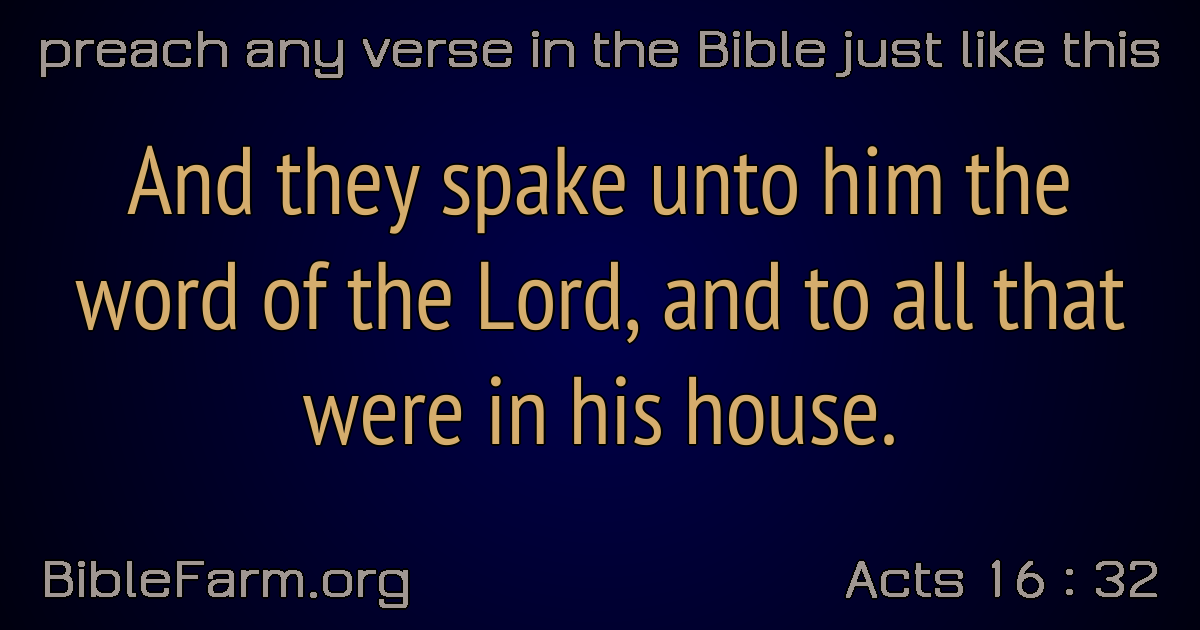 preach any verse in the Bible just like this
And they spake unto him the
word of the Lord, and to all that
were in his house.
BibleFarm.org
Acts 16 : 32